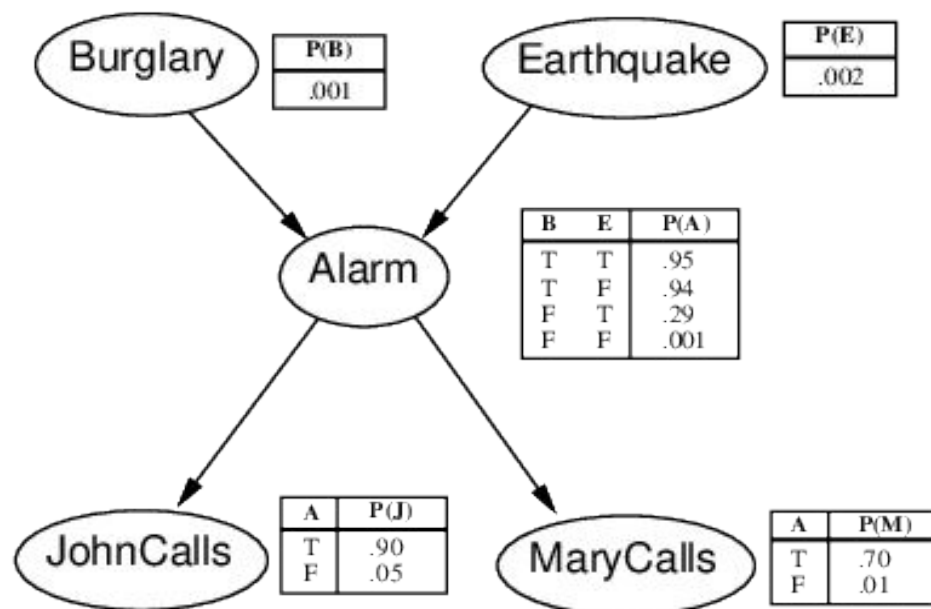 Burglary
P(B)
.001
Earthquake
P(E)
.002
Alarm
B E P(A)
T T .95
T F .94
F T .29
F F .001
JohnCalls
A P(J)
T .90
F .05
MaryCalls
A P(M)
T .70
F .01